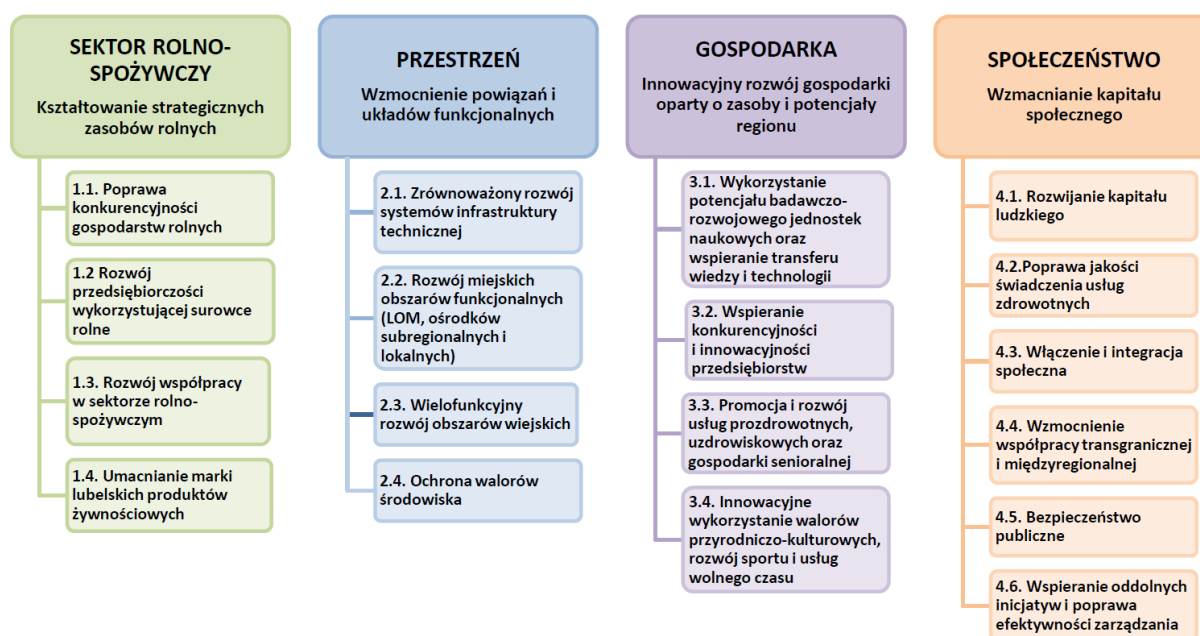 SEKTOR ROLNO-
SPOŻYWCZY
Kształtowanie strategicznych
zasobów rolnych
1.1. Poprawa
konkurencyjności
gospodarstw rolnych
1.2 Rozwój
przedsiębiorczości
wykorzystującej surowce
rolne
1.3. Rozwój współpracy
w sektorze rolno-
spożywczym
1.4. Umacnianie marki
lubelskich produktów
żywnościowych
PRZESTRZEŃ
Wzmocnienie powiązań i
układów funkcjonalnych
2.1. Zrównoważony rozwój
systemów infrastruktury
technicznej
2.2. Rozwój miejskich
obszarów funkcjonalnych
(LOM, ośrodków
subregionalnych i
lokalnych)
2.3. Wielofunkcyjny
rozwój obszarów wiejskich
2.4. Ochrona walorów
środowiska
GOSPODARKA
Innowacyjny rozwój gospodarki
oparty o zasoby i potencjały
regionu
3.1. Wykorzystanie
potencjału badawczo-
rozwojowego jednostek
naukowych oraz
wspieranie transferu
wiedzy i technologii
3.2. Wspieranie
konkurencyjności
i innowacyjności
przedsiębiorstw
3.3. Promocja i rozwój
usług prozdrowotnych,
uzdrowiskowych oraz
gospodarki senioralnej
3.4. Innowacyjne
wykorzystanie walorów
przyrodniczo-kulturowych,
rozwój sportu i usług
wolnego czasu
SPOŁECZEŃSTWO
Wzmacnianie kapitału
społecznego
4.1. Rozwijanie kapitału
ludzkiego
4.2.Poprawa jakości
świadczenia usług
zdrowotnych
4.3. Włączenie i integracja
społeczna
4.4. Wzmocnienie
współpracy transgranicznej
i międzyregionalnej
4.5. Bezpieczeństwo
publiczne
4.6. Wspieranie oddolnych
inicjatyw i poprawa
efektywności zarządzania